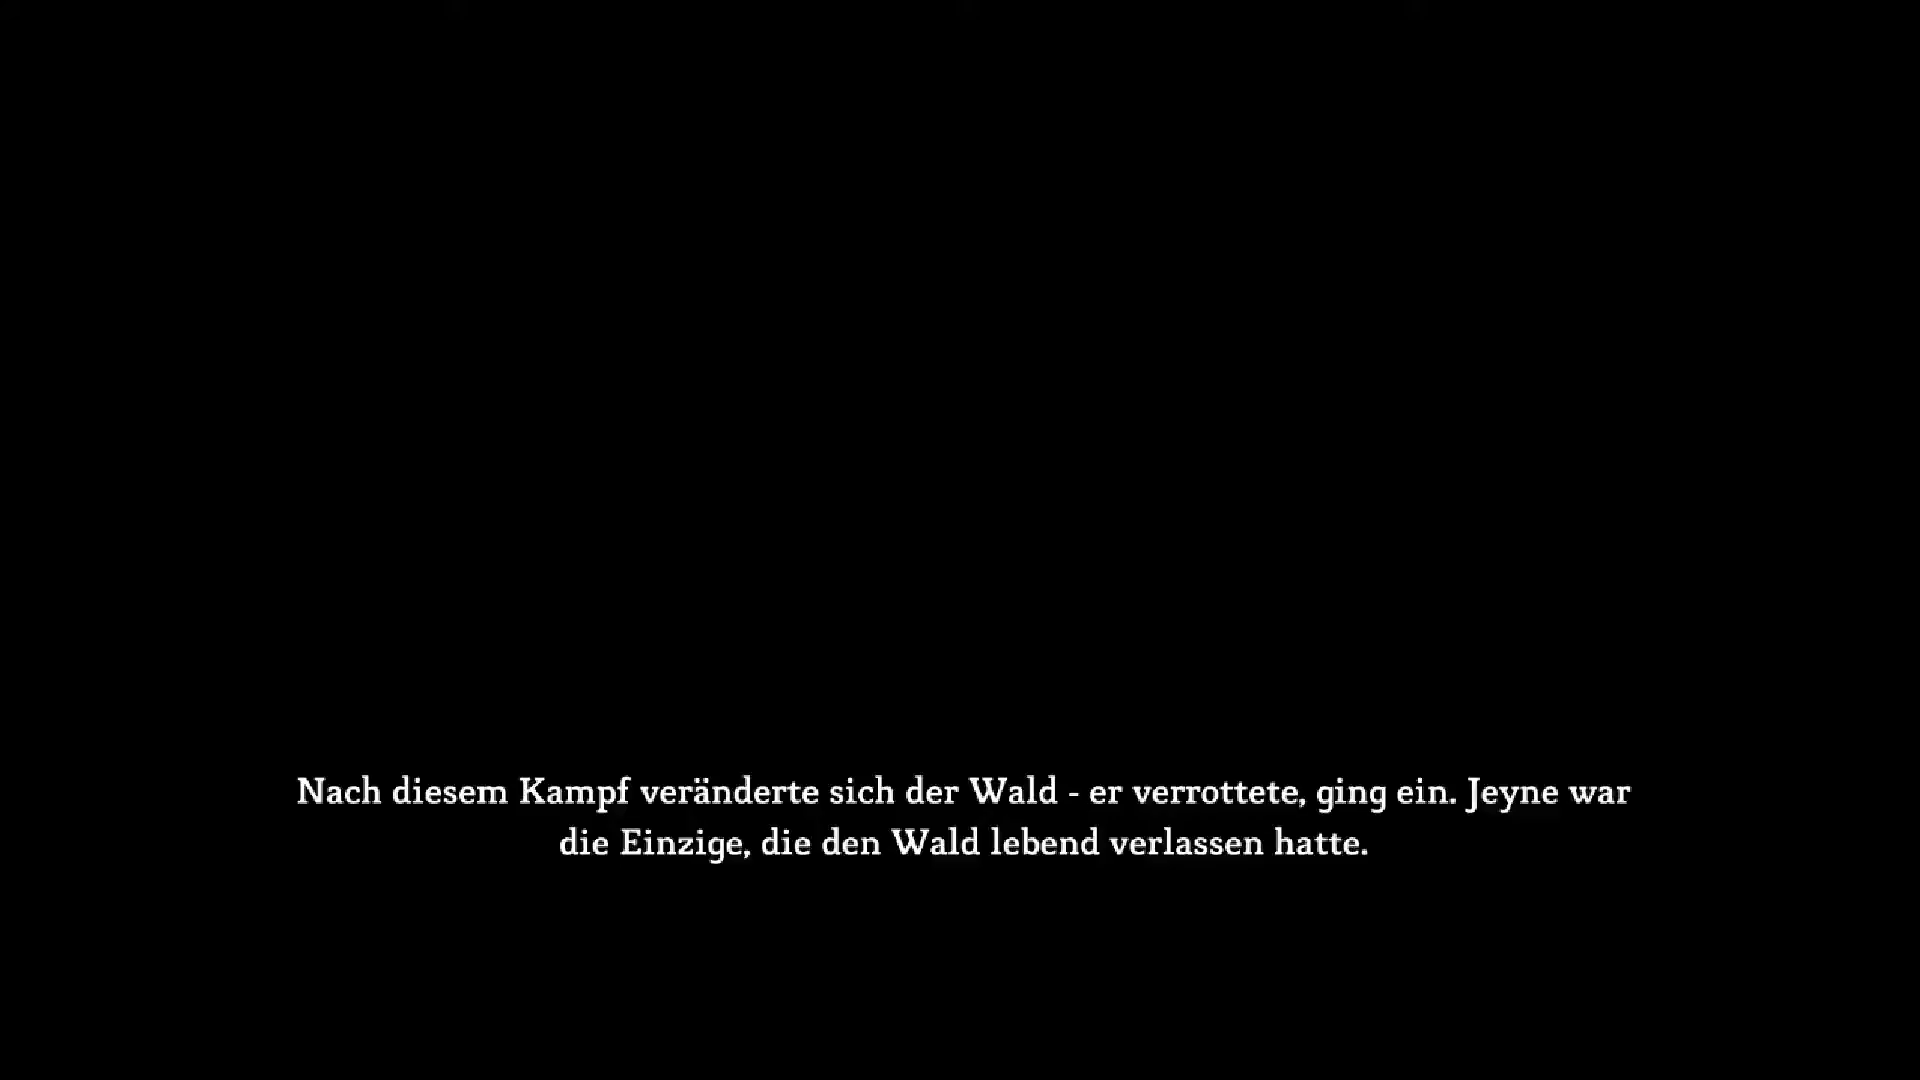 Nach diesem Kampf veränderte sich der Wald - er verrottete, ging ein. Jeyne war
die Einzige, die den Wald lebend verlassen hatte.